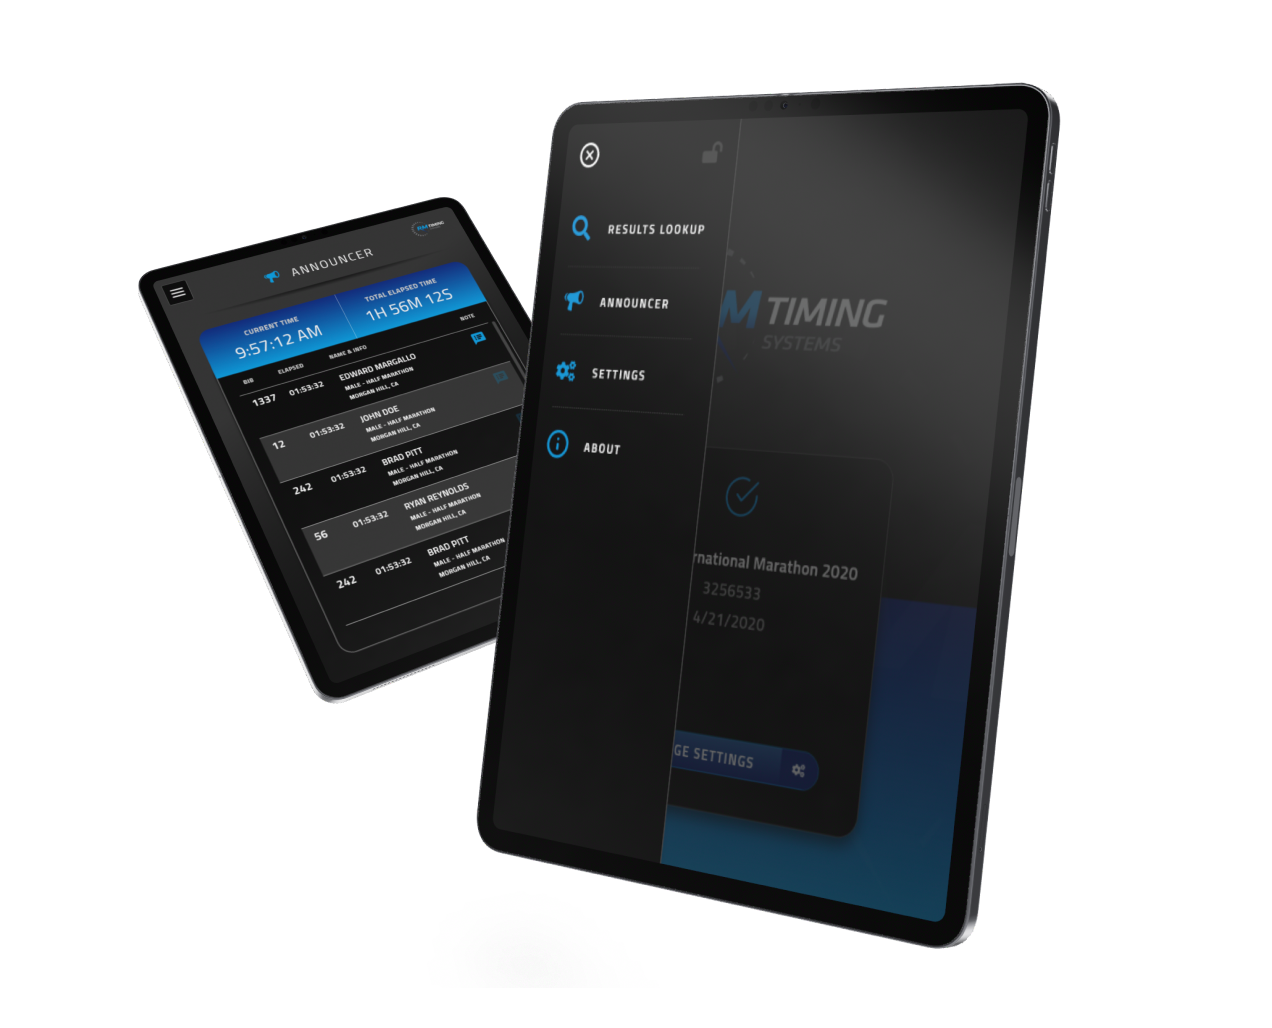 ANNOUNCER
TIMING
CURRENT TIME
9:57:12 AM
TOTAL ELAPSED TIME
1H 56M 12S
BIB ELAPSED NAME & INFO NOTE
1337 01:53:32 EDWARD MARGALLO
MALE - HALF MARATHON
MORGAN HILL, CA
12 01:53:32 JOHN DOE
MALE - HALF MARATHON
MORGAN HILL, CA
242 01:53:32 BRAD PITT
MALE - HALF MARATHON
MORGAN HILL, CA
56 01:53:32 RYAN REYNOLDS
MALE - HALF MARATHON
MORGAN HILL, CA
242 01:53:32 BRAD PITT
MALE - HALF MARATHON
MORGAN HILL, CA
RESULTS LOOKUP
ANNOUNCER
SETTINGS
ABOUT
M TIMING
SYSTEMS
rnational Marathon 2020
3256533
4/21/2020
GE SETTINGS